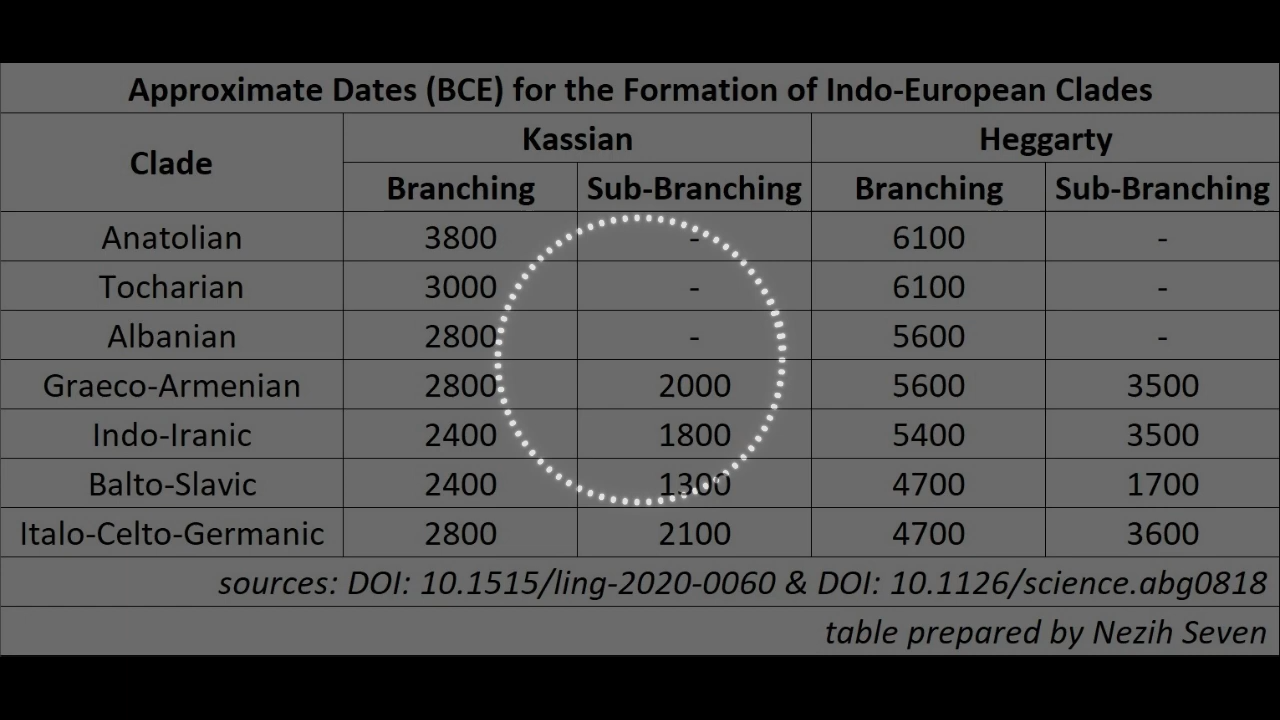 Approximate Dates (BCE) for the Formation of Indo-European Clades
Clade Kassian Heggarty
Branching Sub-Branching Branching Sub-Branching
Anatolian 3800 - 6100 -
Tocharian 3000 - 6100 -
Albanian 2800 - 5600 -
Graeco-Armenian 2800 2000 5600 3500
Indo-Iranic 2400 1800 5400 3500
Balto-Slavic 2400 1300 4700 1700
Italo-Celto-Germanic 2800 2100 4700 3600
sources: DOI: 10.1515/ling-2020-0060 & DOI: 10.1126/science.abg0818
table prepared by Nezih Seven